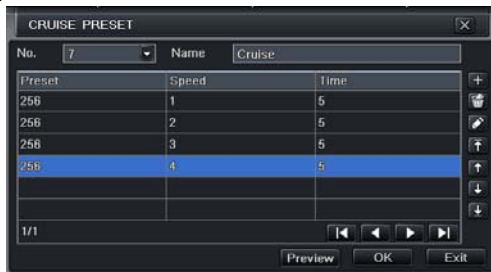 CRUISE PRESET
No. 7 Name Cruise
Preset Speed Time
256 1 5
256 2 5
256 3 5
256 4 5
1/1
Preview OK Exit